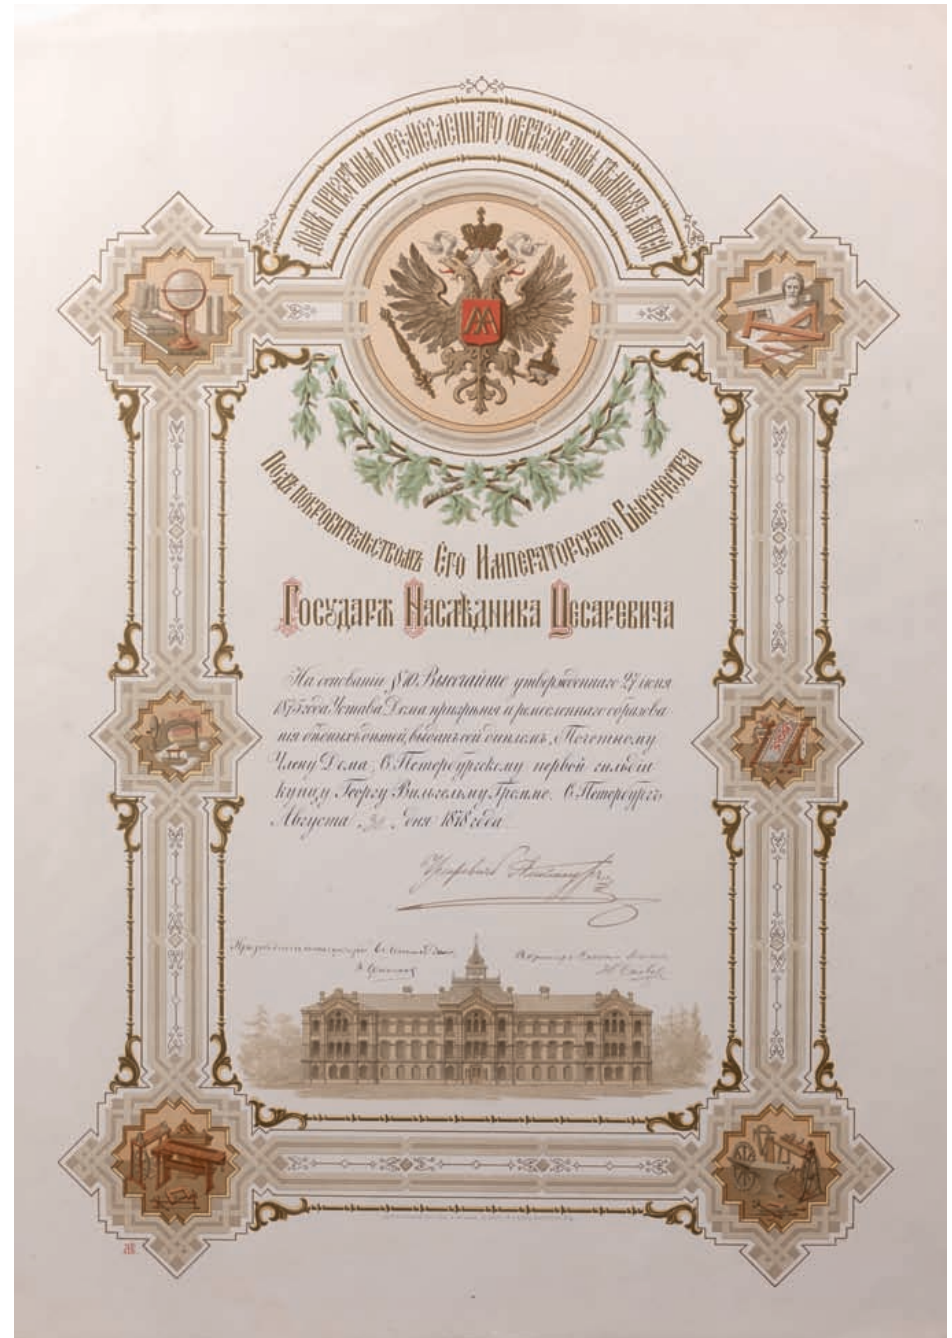 Домъ призрѣнія и ремесленнаго образованія бѣдныхъ дѣтей
Подъ покровительствомъ Его Императорскаго Высочества
Государя Наслѣдника Цесаревича
На основаніи §10. Высочайше утвержденнаго 27 іюня
1875 года Устава Дома призрѣнія и ремесленнаго образова
нія бѣдныхъ дѣтей, выданъ сей дипломъ, Почетному
Члену Дома, С. Петербургскому первой гильдіи
купцу Георгу Вильгельму Громме. С. Петербургъ
Августа 30 дня 1878 года